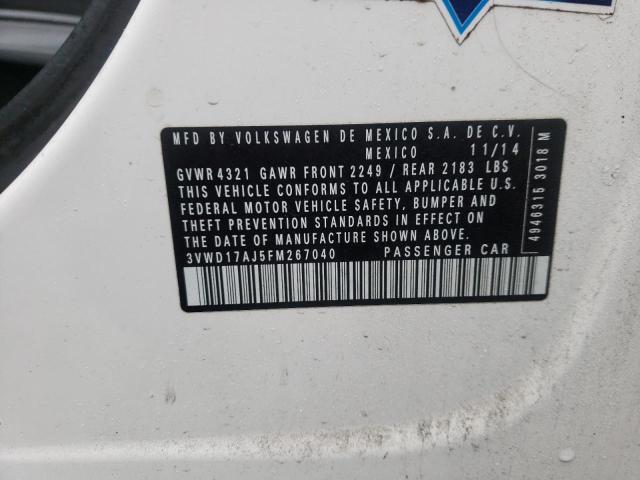 MFD BY VOLKSWAGEN DE MEXICO S.A. DE C.V.
MEXICO 11/14
GVWR 4321 GAWR FRONT 2249 / REAR 2183 LBS
THIS VEHICLE CONFORMS TO ALL APPLICABLE U.S.
FEDERAL MOTOR VEHICLE SAFETY, BUMPER AND
THEFT PREVENTION STANDARDS IN EFFECT ON
THE DATE OF MANUFACTURE SHOWN ABOVE.
3VWD17AJ5FM267040 PASSENGER CAR
4946315 3018 M